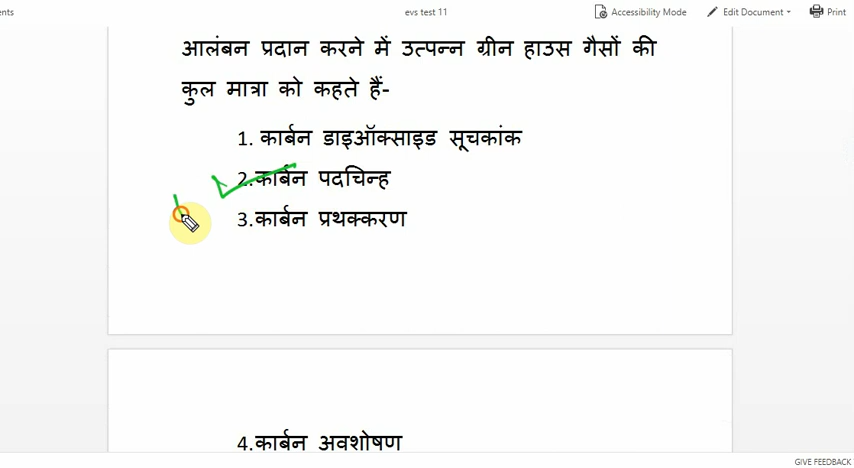 ents
evs test 11
Accessibility Mode
Edit Document
Print
आलंबन प्रदान करने में उत्पन्न ग्रीन हाउस गैसों की
कुल मात्रा को कहते हैं-
1. कार्बन डाइऑक्साइड सूचकांक
2.कार्बन पदचिन्ह
3.कार्बन प्रथक्करण
4.कार्बन अवशोषण
GIVE FEEDBACK